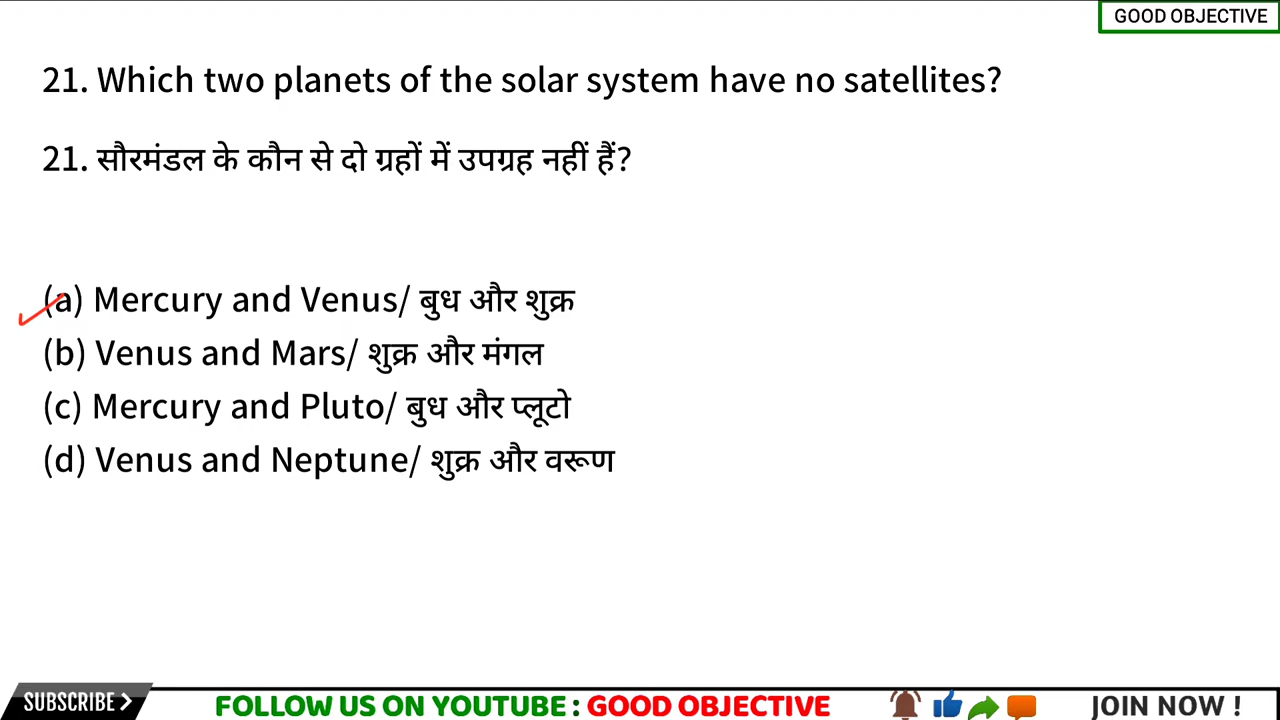 GOOD OBJECTIVE
21. Which two planets of the solar system have no satellites?
21. सौरमंडल के कौन से दो ग्रहों में उपग्रह नहीं हैं?
(a) Mercury and Venus/ बुध और शुक्र
(b) Venus and Mars/ शुक्र और मंगल
(c) Mercury and Pluto/ बुध और प्लूटो
(d) Venus and Neptune/ शुक्र और वरूण
SUBSCRIBE FOLLOW US ON YOUTUBE : GOOD OBJECTIVE JOIN NOW !